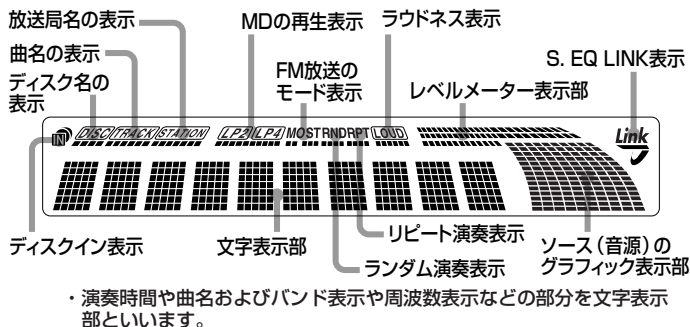 放送局名の表示
MDの再生表示
ラウドネス表示
曲名の表示
FM放送の
モード表示
S. EQ LINK表示
ディスク名の
表示
レベルメーター表示部
IN DISC TRACK STATION LP2 LP4 MO ST RND RPT LOUD Link
ディスクイン表示
文字表示部
リピート演奏表示
ランダム演奏表示
ソース（音源）の
グラフィック表示部
・演奏時間や曲名およびバンド表示や周波数表示などの部分を文字表示
部といいます。